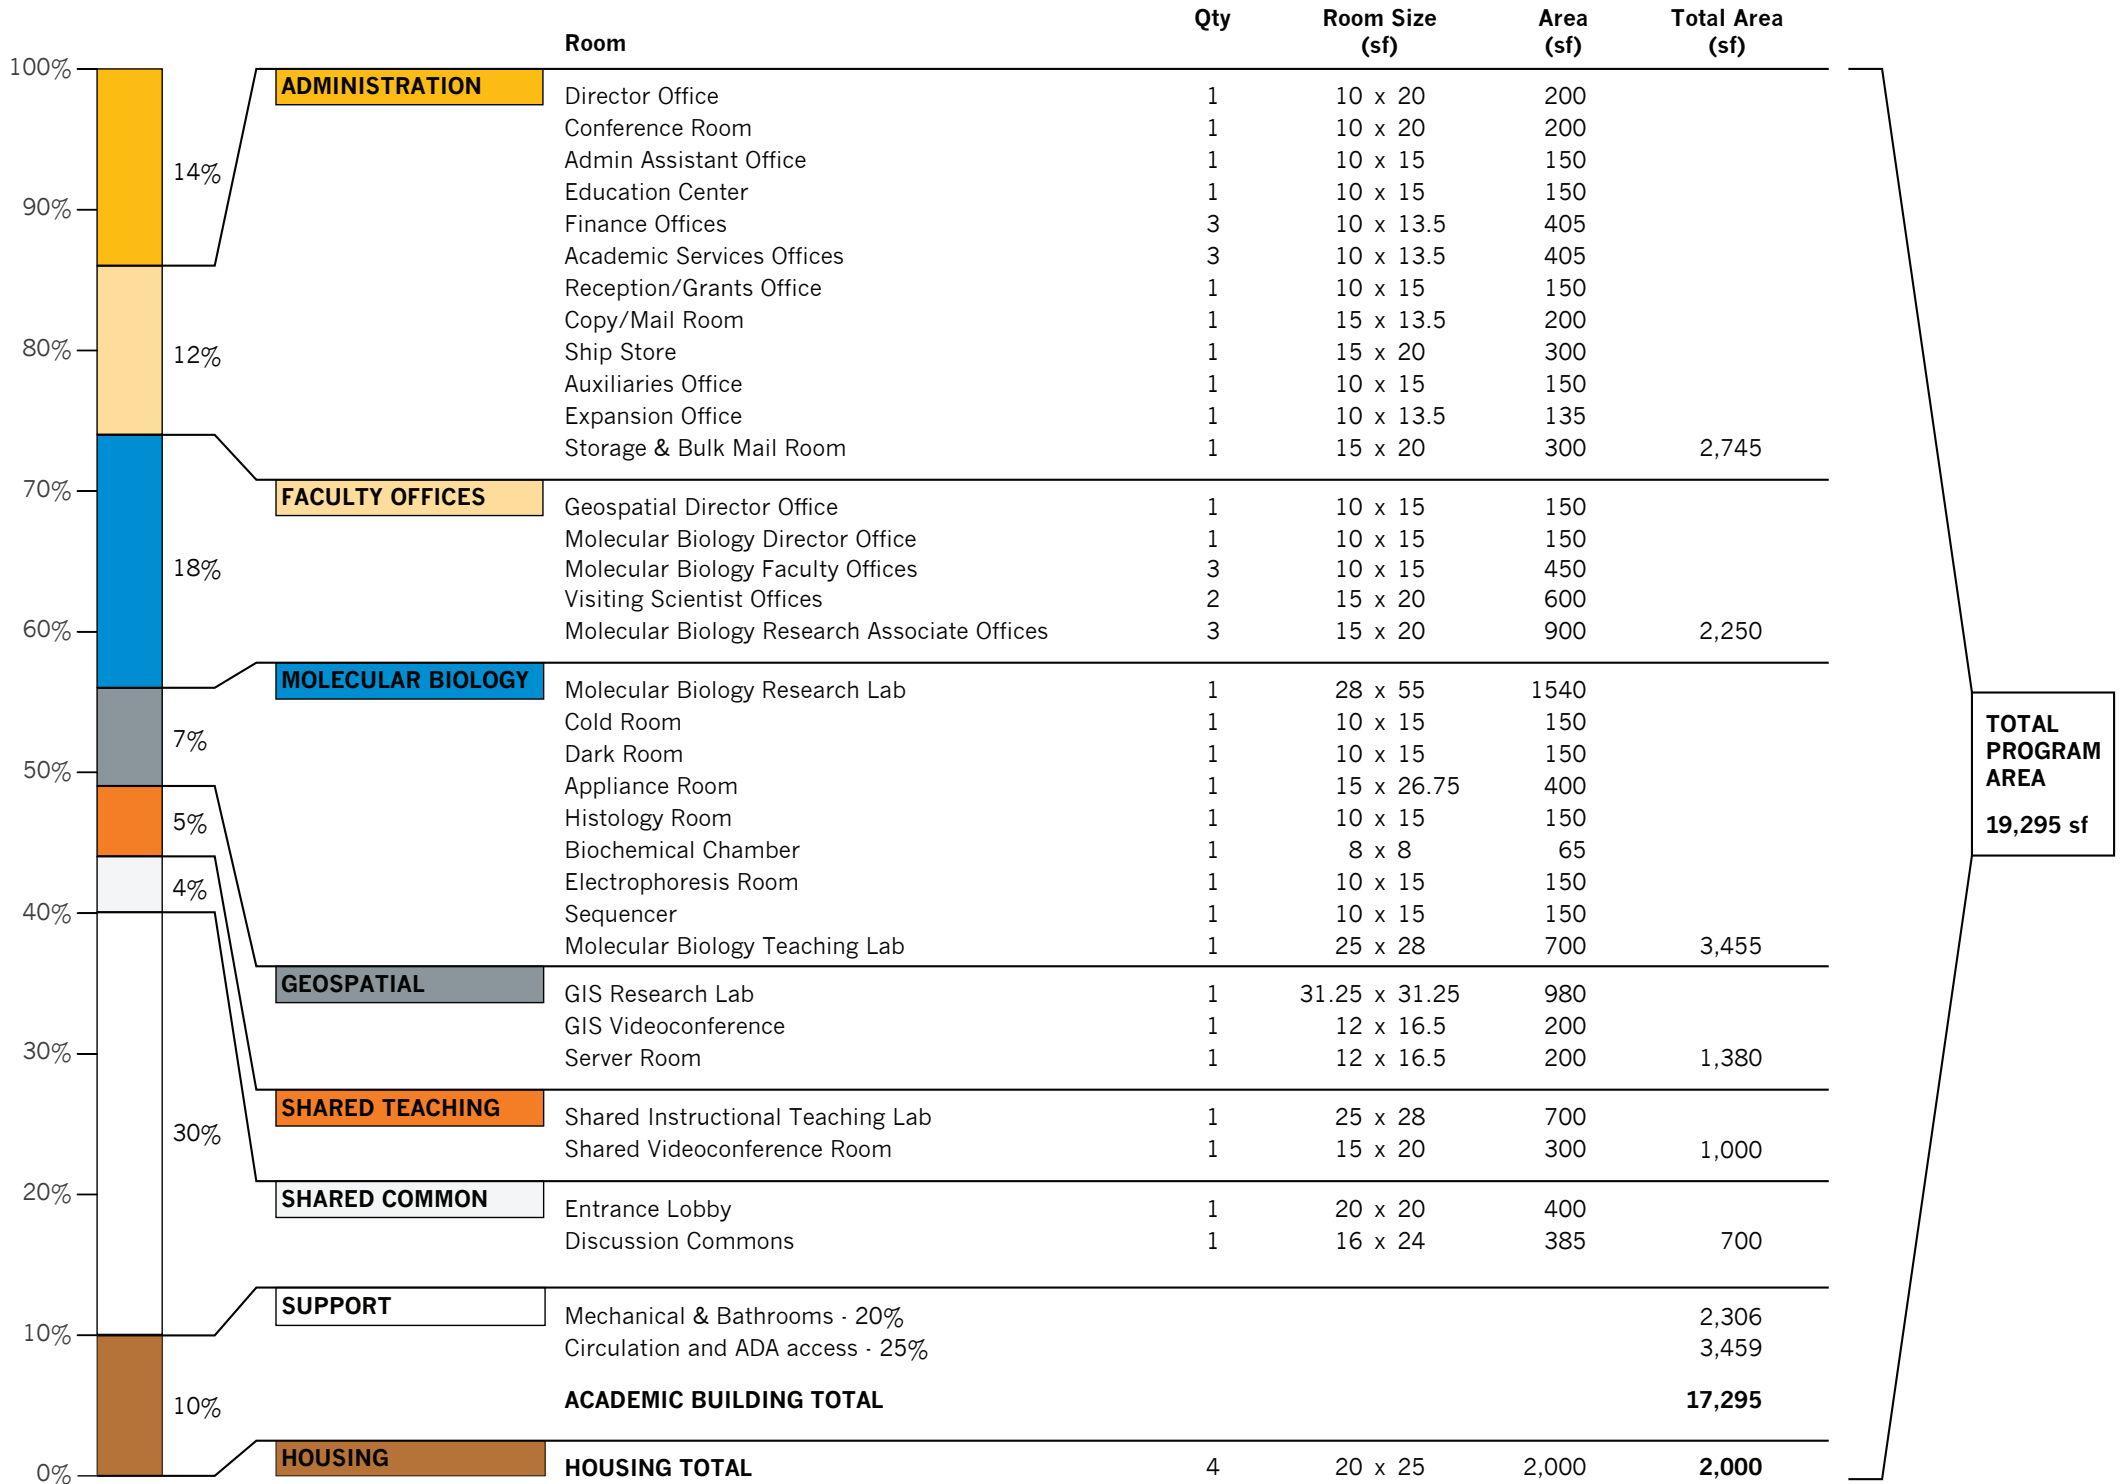 Qty Room Size Area Total Area
Room (sf) (sf) (sf)
100%
90%
80%
70%
60%
50%
40%
30%
20%
10%
0%
14%
12%
18%
7%
5%
4%
30%
10%
ADMINISTRATION
Director Office 1 10 x 20 200
Conference Room 1 10 x 20 200
Admin Assistant Office 1 10 x 15 150
Education Center 1 10 x 15 150
Finance Offices 3 10 x 13.5 405
Academic Services Offices 3 10 x 13.5 405
Reception/Grants Office 1 10 x 15 150
Copy/Mail Room 1 15 x 13.5 200
Ship Store 1 15 x 20 300
Auxiliaries Office 1 10 x 15 150
Expansion Office 1 10 x 13.5 135
Storage & Bulk Mail Room 1 15 x 20 300 2,745
FACULTY OFFICES
Geospatial Director Office 1 10 x 15 150
Molecular Biology Director Office 1 10 x 15 150
Molecular Biology Faculty Offices 3 10 x 15 450
Visiting Scientist Offices 2 15 x 20 600
Molecular Biology Research Associate Offices 3 15 x 20 900 2,250
MOLECULAR BIOLOGY
Molecular Biology Research Lab 1 28 x 55 1540
Cold Room 1 10 x 15 150
Dark Room 1 10 x 15 150
Appliance Room 1 15 x 26.75 400
Histology Room 1 10 x 15 150
Biochemical Chamber 1 8 x 8 65
Electrophoresis Room 1 10 x 15 150
Sequencer 1 10 x 15 150
Molecular Biology Teaching Lab 1 25 x 28 700 3,455
GEOSPATIAL
GIS Research Lab 1 31.25 x 31.25 980
GIS Videoconference 1 12 x 16.5 200
Server Room 1 12 x 16.5 200 1,380
SHARED TEACHING
Shared Instructional Teaching Lab 1 25 x 28 700
Shared Videoconference Room 1 15 x 20 300 1,000
SHARED COMMON
Entrance Lobby 1 20 x 20 400
Discussion Commons 1 16 x 24 385 700
SUPPORT
Mechanical & Bathrooms - 20% 2,306
Circulation and ADA access - 25% 3,459
ACADEMIC BUILDING TOTAL 17,295
HOUSING
HOUSING TOTAL 4 20 x 25 2,000 2,000
TOTAL
PROGRAM
AREA
19,295 sf